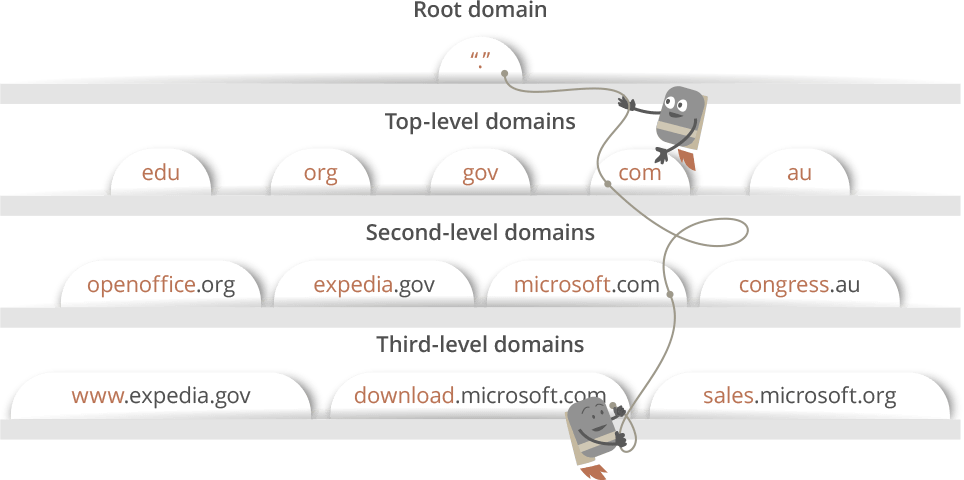 Root domain
“.”
Top-level domains
edu org gov com au
Second-level domains
openoffice.org expedia.gov microsoft.com congress.au
Third-level domains
www.expedia.gov download.microsoft.com sales.microsoft.org